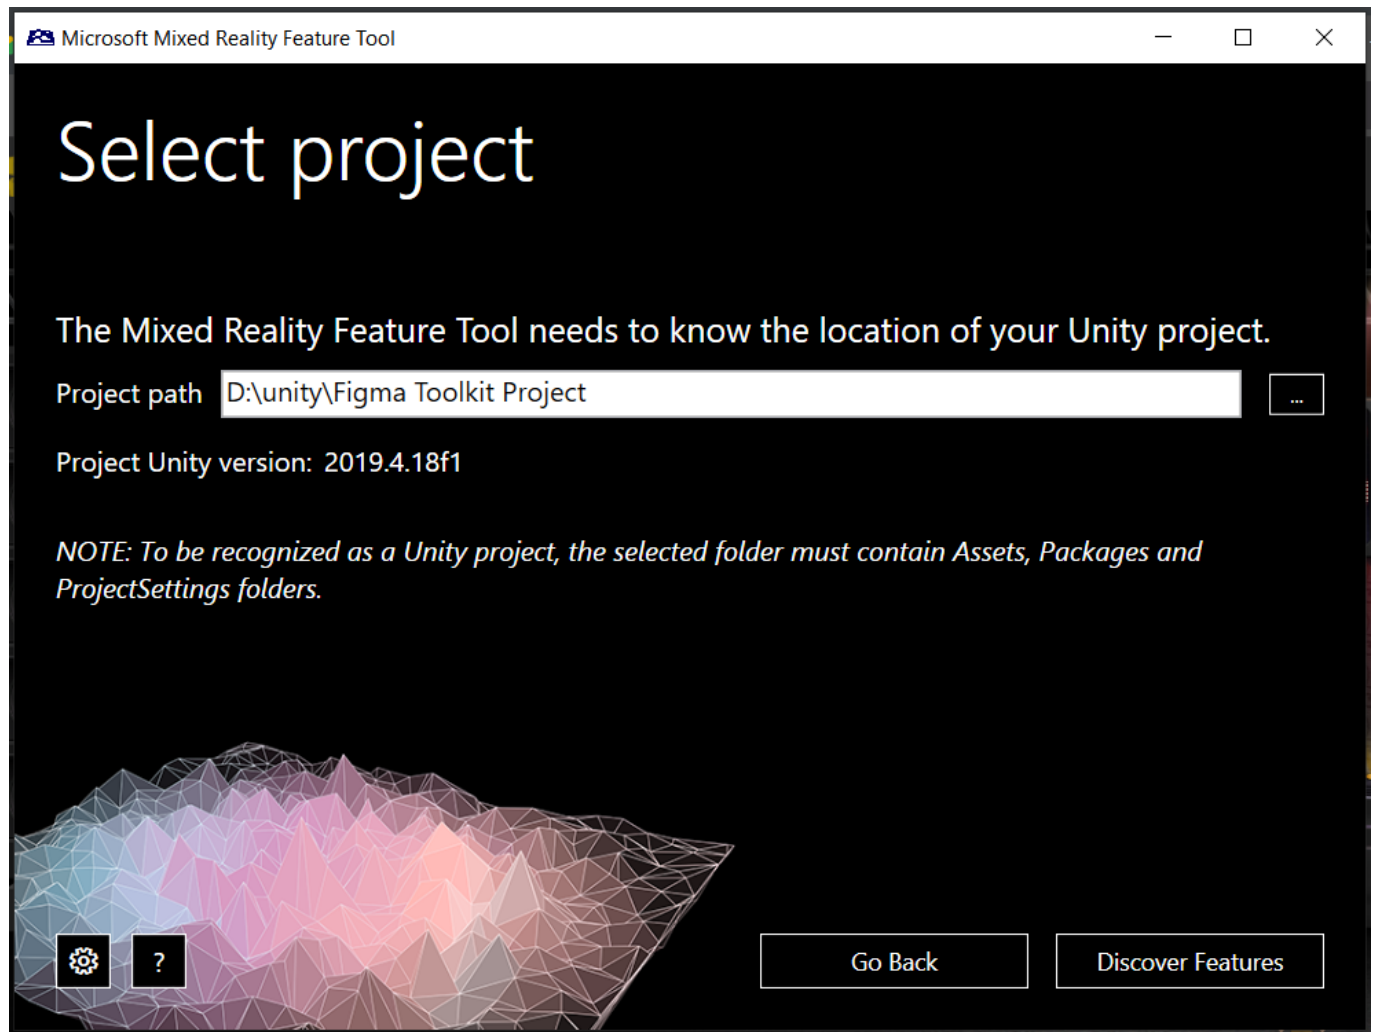 Microsoft Mixed Reality Feature Tool
Select project
The Mixed Reality Feature Tool needs to know the location of your Unity project.
Project path D:\unity\Figma Toolkit Project ...
Project Unity version: 2019.4.18f1
NOTE: To be recognized as a Unity project, the selected folder must contain Assets, Packages and
ProjectSettings folders.
? Go Back Discover Features